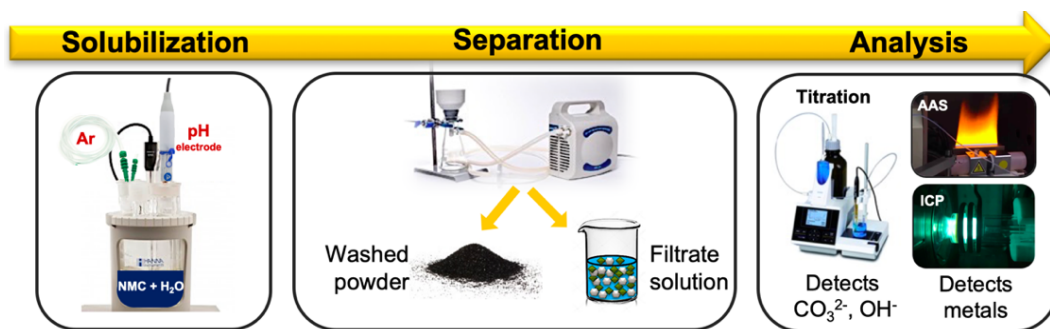 Solubilization
Separation
Analysis
Ar
pH
electrode
HANNA
NMC + H₂O
Washed
powder
Filtrate
solution
Titration
AAS
ICP
Detects
CO₃²⁻, OH⁻
Detects
metals